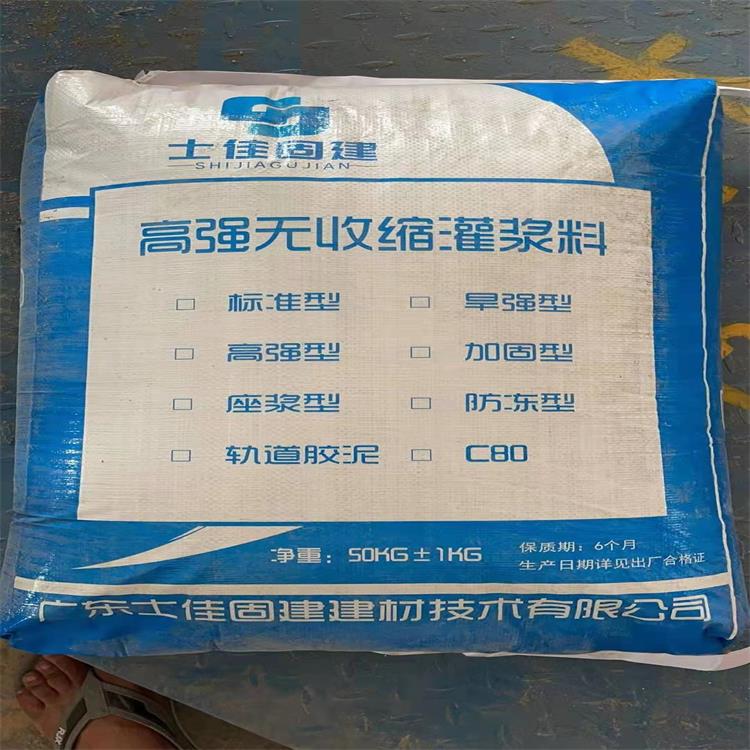 士佳固建
SHIJIAGUJIAN
高强无收缩灌浆料
□ 标准型 □ 早强型
□ 高强型 □ 加固型
□ 座浆型 □ 防冻型
□ 轨道胶泥 □ C80
净重：50KG±1KG
保质期：6个月
生产日期详见出厂合格证
广东士佳固建建材技术有限公司